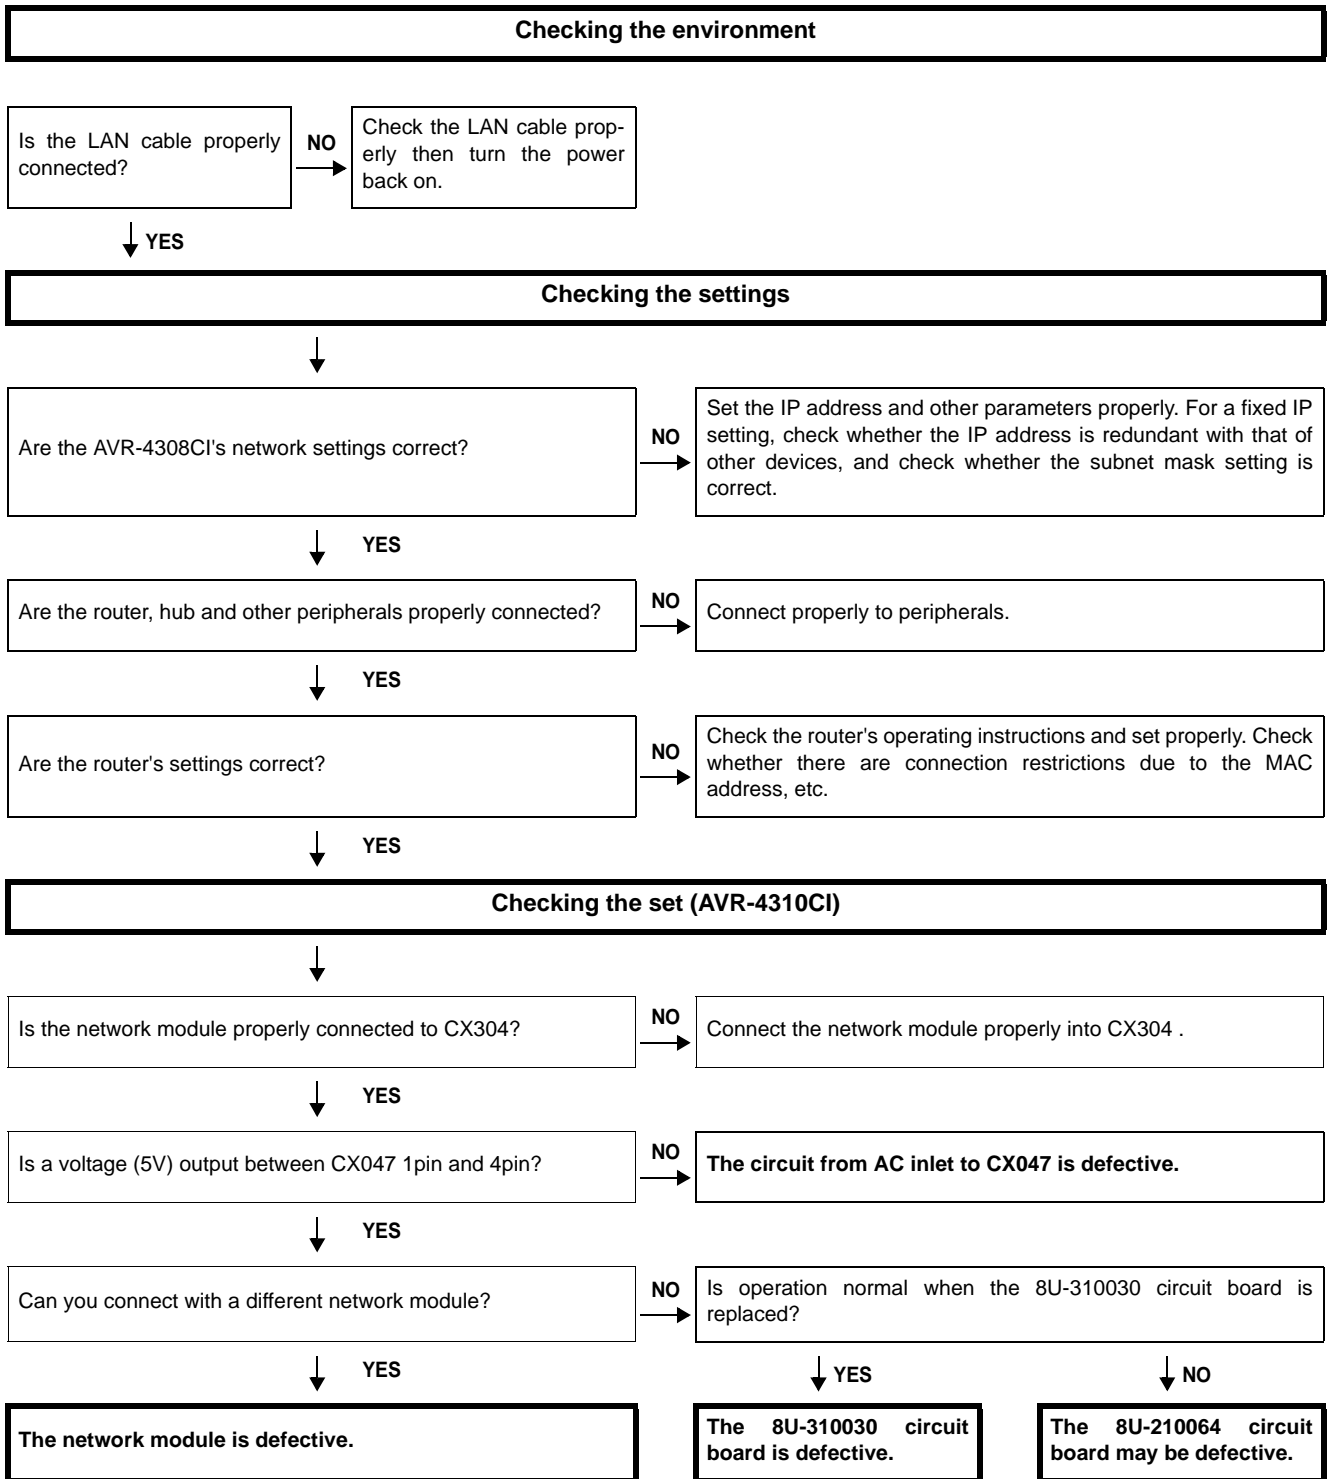 Checking the environment
Is the LAN cable properly
connected?
NO
Check the LAN cable prop-
erly then turn the power
back on.
YES
Checking the settings
Are the AVR-4308CI's network settings correct?
NO
Set the IP address and other parameters properly. For a fixed IP
setting, check whether the IP address is redundant with that of
other devices, and check whether the subnet mask setting is
correct.
YES
Are the router, hub and other peripherals properly connected?
NO
Connect properly to peripherals.
YES
Are the router's settings correct?
NO
Check the router's operating instructions and set properly. Check
whether there are connection restrictions due to the MAC
address, etc.
YES
Checking the set (AVR-4310CI)
Is the network module properly connected to CX304?
NO
Connect the network module properly into CX304 .
YES
Is a voltage (5V) output between CX047 1pin and 4pin?
NO
The circuit from AC inlet to CX047 is defective.
YES
Can you connect with a different network module?
NO
Is operation normal when the 8U-310030 circuit board is
replaced?
YES
YES
NO
The network module is defective.
The 8U-310030 circuit
board is defective.
The 8U-210064 circuit
board may be defective.